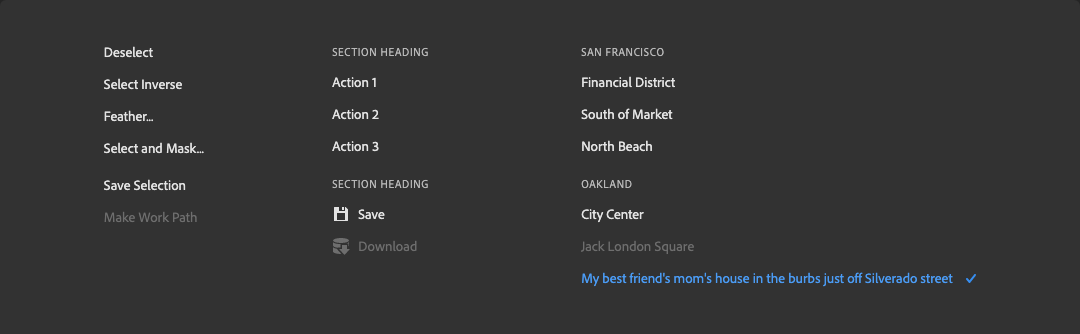 Deselect
Select Inverse
Feather...
Select and Mask...
Save Selection
Make Work Path
SECTION HEADING
Action 1
Action 2
Action 3
SECTION HEADING
Save
Download
SAN FRANCISCO
Financial District
South of Market
North Beach
OAKLAND
City Center
Jack London Square
My best friend's mom's house in the burbs just off Silverado street